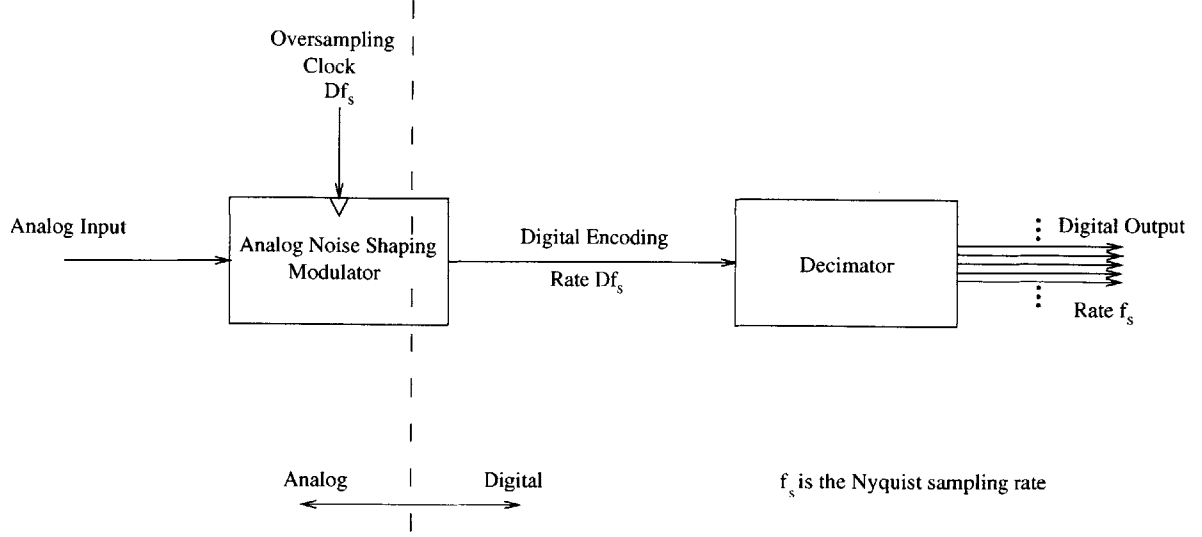 Oversampling
Clock
Df_s
Analog Input
Analog Noise Shaping
Modulator
Digital Encoding
Rate Df_s
Decimator
Digital Output
Rate f_s
Analog
Digital
f_s is the Nyquist sampling rate